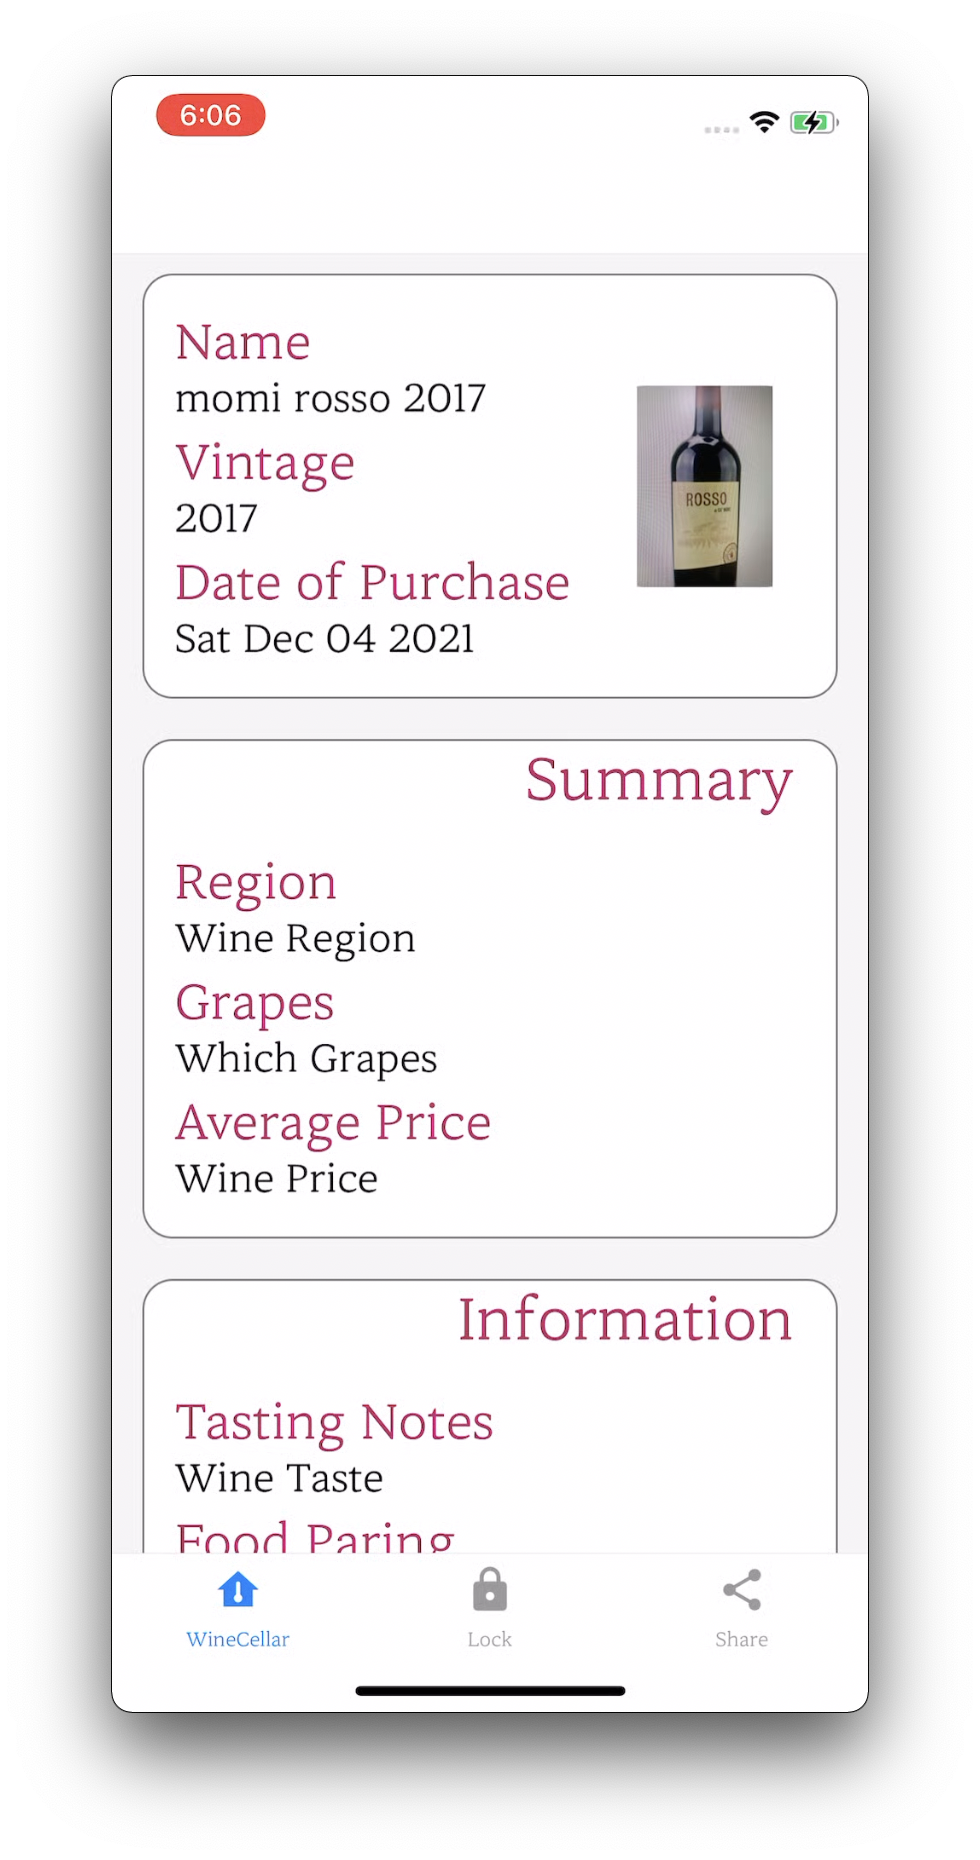 6:06
Name
momi rosso 2017
Vintage
2017
Date of Purchase
Sat Dec 04 2021
ROSSO
Summary
Region
Wine Region
Grapes
Which Grapes
Average Price
Wine Price
Information
Tasting Notes
Wine Taste
Food Paring
WineCellar
Lock
Share